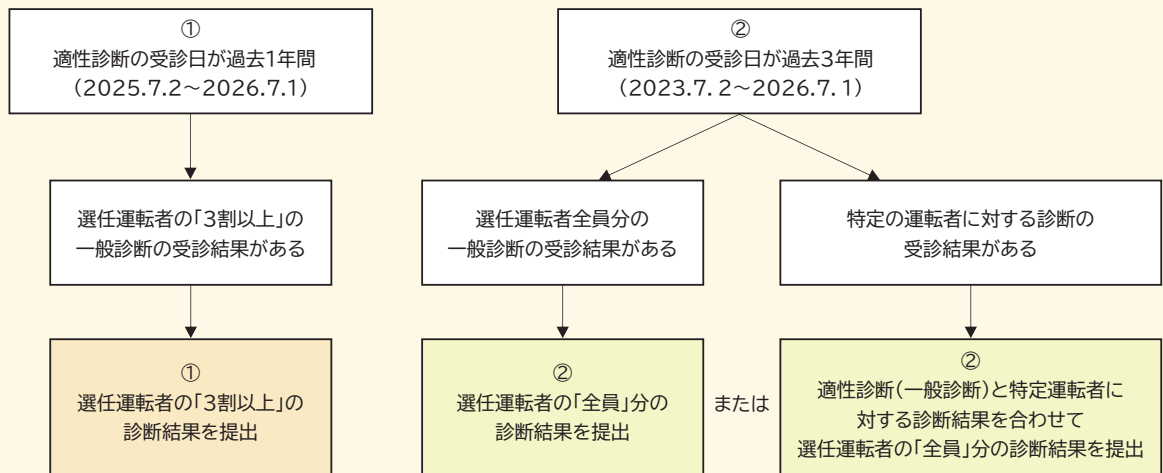 ①
適性診断の受診日が過去1年間
（2025.7.2～2026.7.1）
②
適性診断の受診日が過去3年間
（2023.7. 2～2026.7. 1）
選任運転者の｢3割以上｣の
一般診断の受診結果がある
選任運転者全員分の
一般診断の受診結果がある
特定の運転者に対する診断の
受診結果がある
①
選任運転者の｢3割以上｣の
診断結果を提出
②
選任運転者の｢全員｣分の
診断結果を提出
または
②
適性診断（一般診断）と特定運転者に
対する診断結果を合わせて
選任運転者の｢全員｣分の診断結果を提出